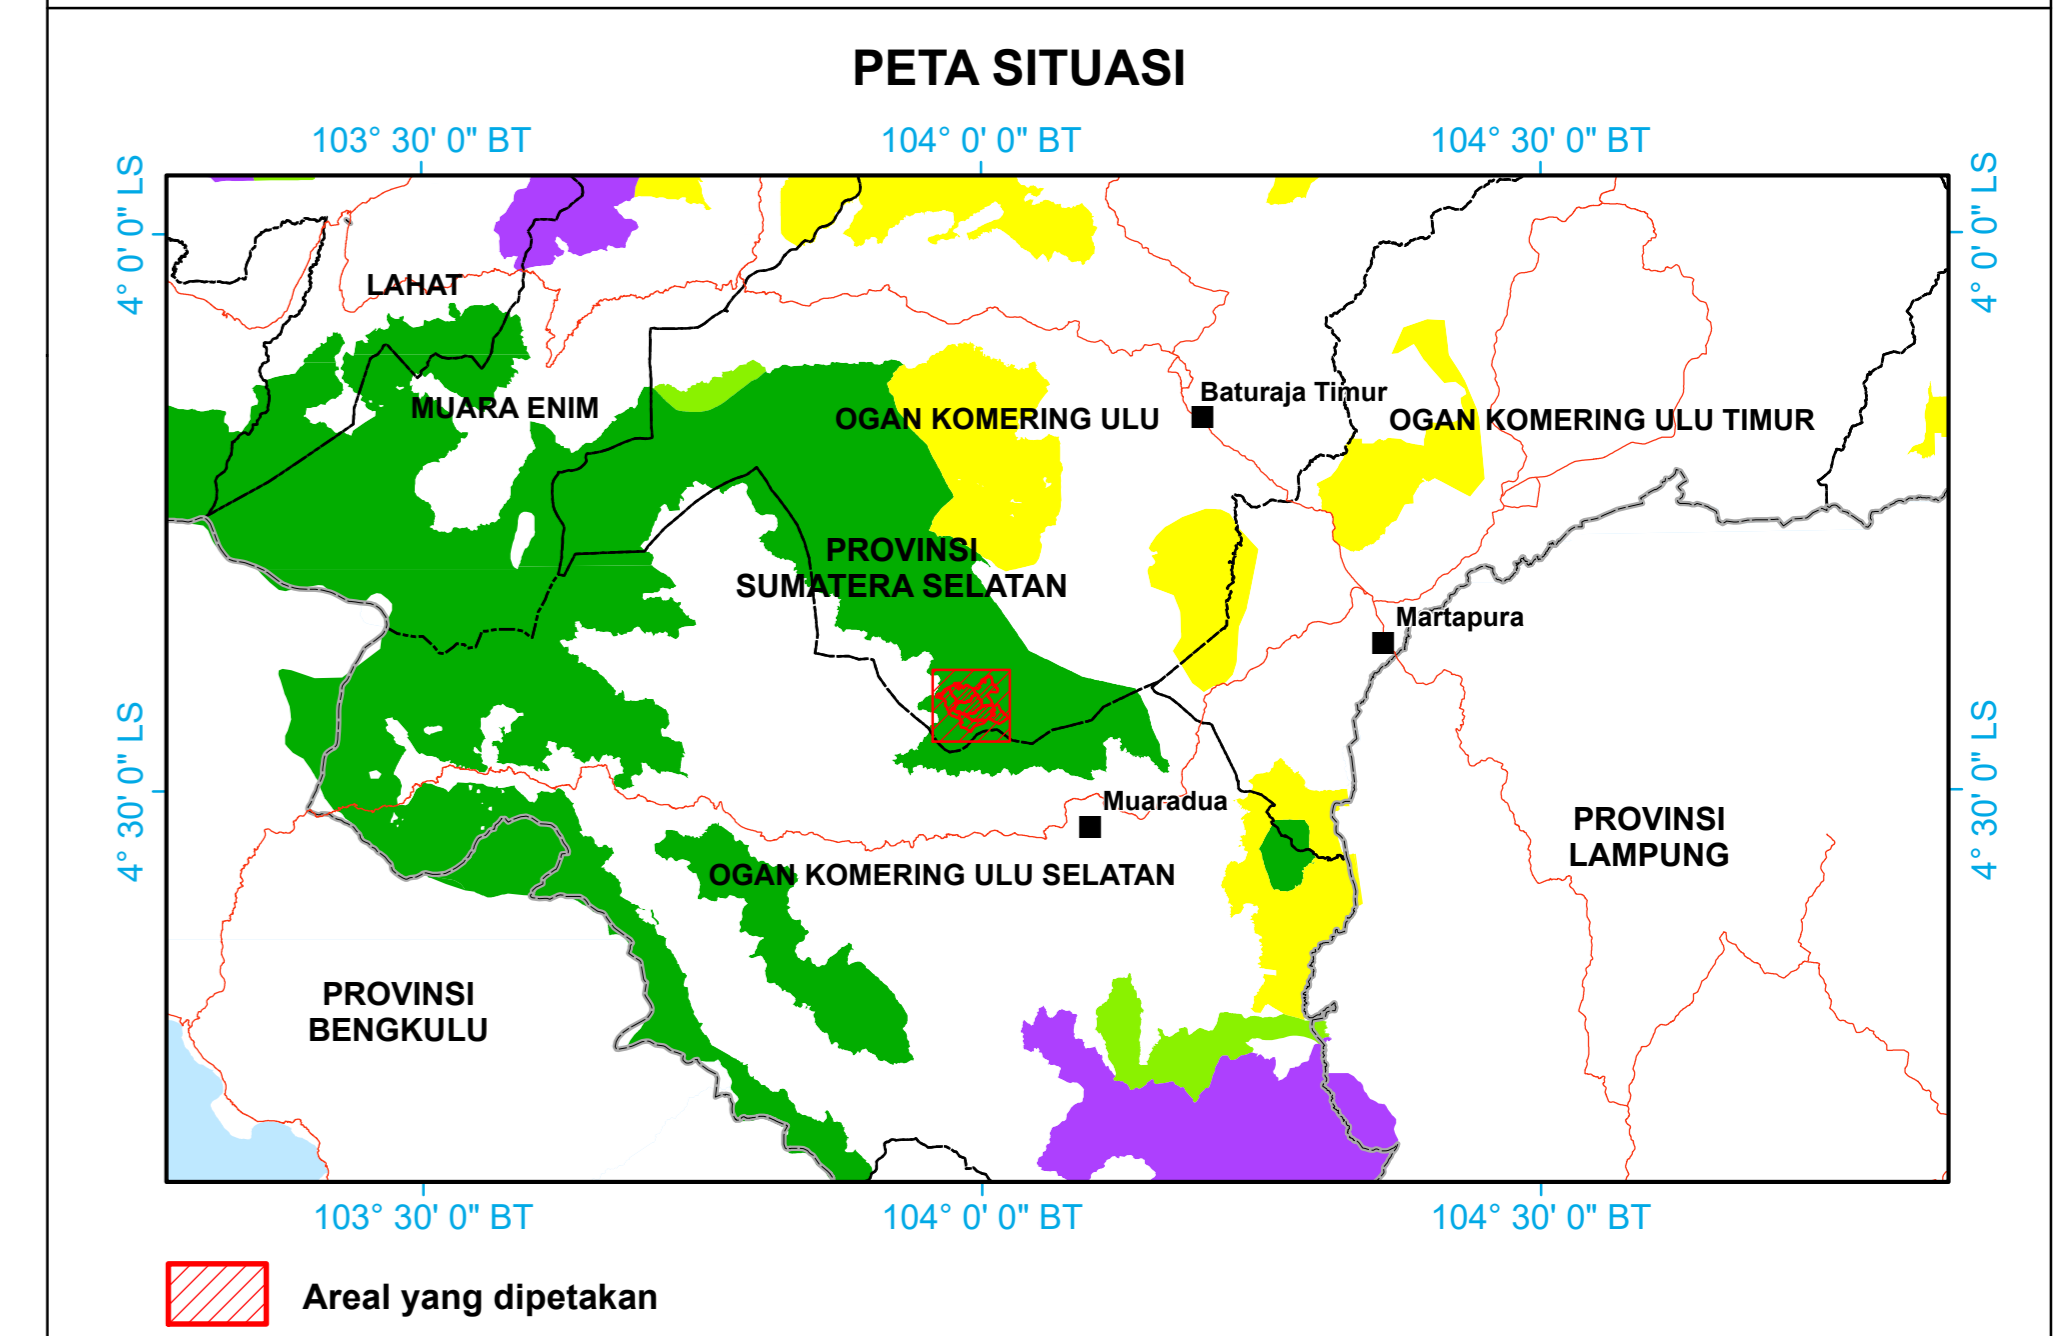 PETA SITUASI
103° 30' 0" BT
104° 0' 0" BT
104° 30' 0" BT
4° 0' 0" LS
4° 0' 0" LS
LAHAT
MUARA ENIM
OGAN KOMERING ULU
Baturaja Timur
OGAN KOMERING ULU TIMUR
PROVINSI
SUMATERA SELATAN
Martapura
4° 30' 0" LS
4° 30' 0" LS
Muaradua
OGAN KOMERING ULU SELATAN
PROVINSI
LAMPUNG
PROVINSI
BENGKULU
103° 30' 0" BT
104° 0' 0" BT
104° 30' 0" BT
Areal yang dipetakan